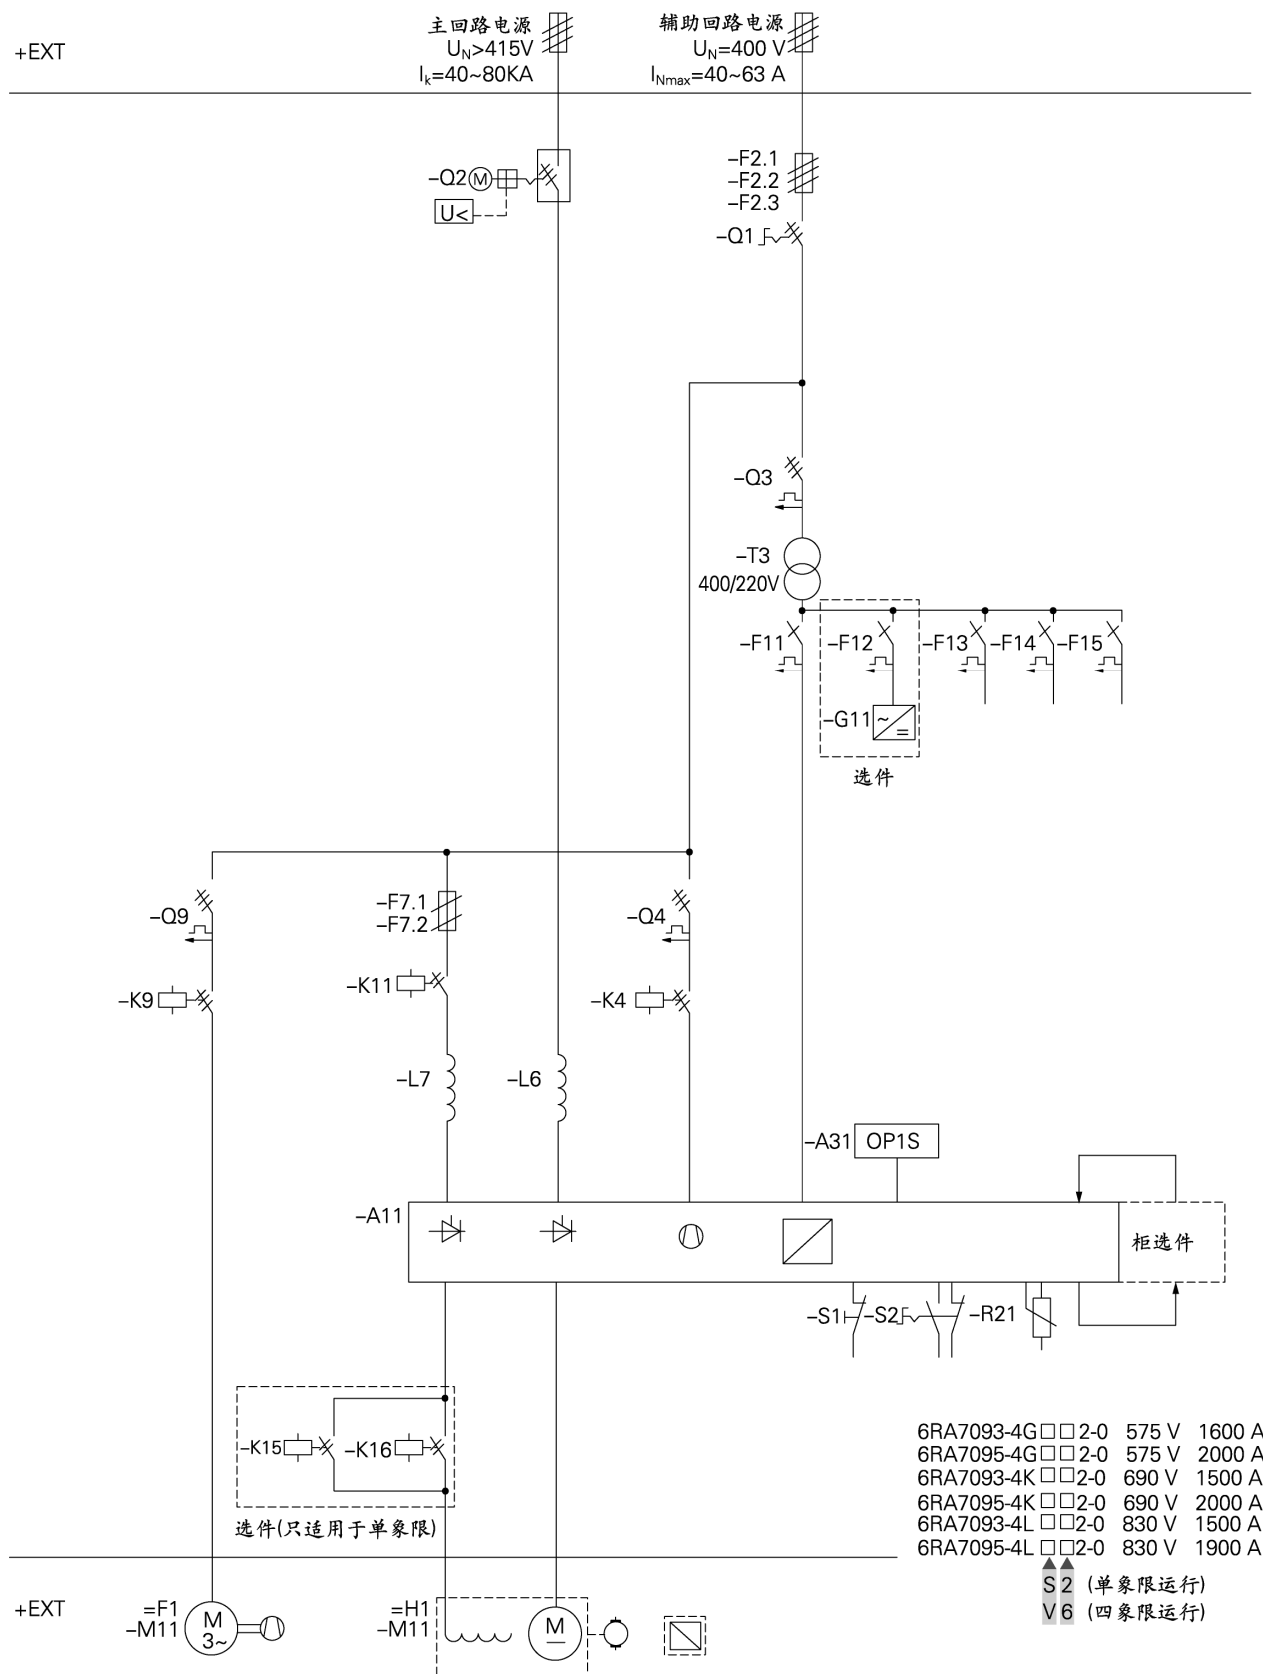 +EXT
主回路电源
U_N>415V
I_k=40~80KA
辅助回路电源
U_N=400 V
I_Nmax=40~63 A
–Q2
M
U<
–F2.1
–F2.2
–F2.3
–Q1
–Q3
–T3
400/220V
–F11
–F12
–F13
–F14
–F15
–G11
~
=
选件
–Q9
–F7.1
–F7.2
–Q4
–K9
–K11
–K4
–L7
–L6
–A31
OP1S
–A11
柜选件
–S1
–S2
–R21
–K15
–K16
选件(只适用于单象限)
6RA7093-4G□□2-0 575 V 1600 A
6RA7095-4G□□2-0 575 V 2000 A
6RA7093-4K□□2-0 690 V 1500 A
6RA7095-4K□□2-0 690 V 2000 A
6RA7093-4L□□2-0 830 V 1500 A
6RA7095-4L□□2-0 830 V 1900 A
S 2 (单象限运行)
V 6 (四象限运行)
+EXT
=F1
–M11
M
3~
=H1
–M11
M